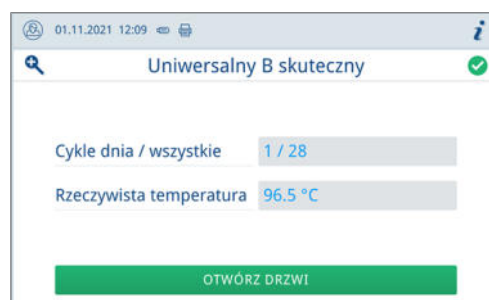 01.11.2021 12:09
i
Uniwersalny B skuteczny
Cykle dnia / wszystkie 1 / 28
Rzeczywista temperatura 96.5 °C
OTWÓRZ DRZWI